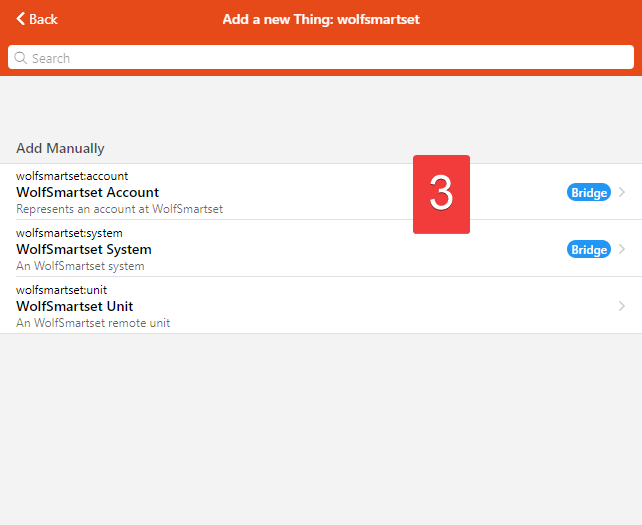 Back
Add a new Thing: wolfsmartset
Search
Add Manually
wolfsmartset:account
WolfSmartset Account
Represents an account at WolfSmartset
Bridge
3
wolfsmartset:system
WolfSmartset System
An WolfSmartset system
Bridge
wolfsmartset:unit
WolfSmartset Unit
An WolfSmartset remote unit